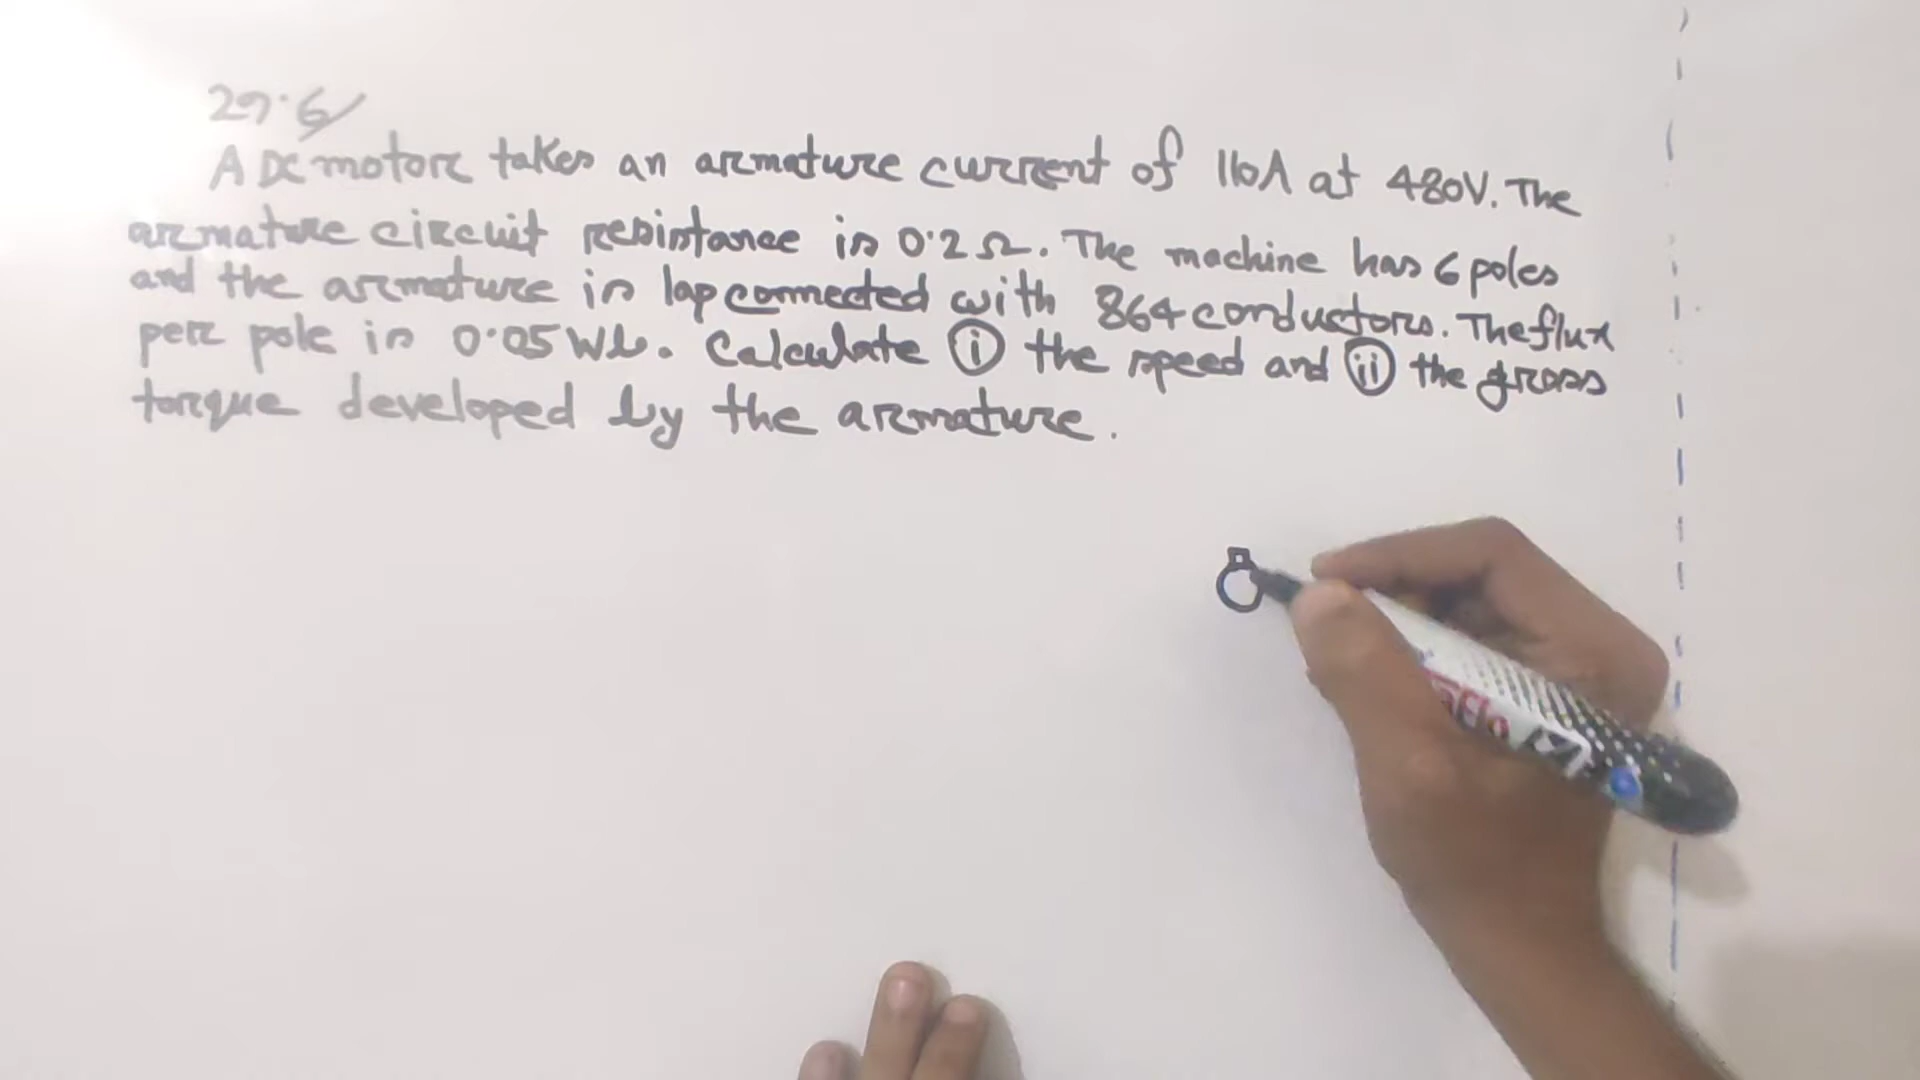 29.6/
A DC motor takes an armature current of 110A at 480V. The
armature circuit resistance is 0.2 Ω. The machine has 6 poles
and the armature is lap connected with 864 conductors. The flux
per pole is 0.05 Wb. Calculate (i) the speed and (ii) the gross
torque developed by the armature.